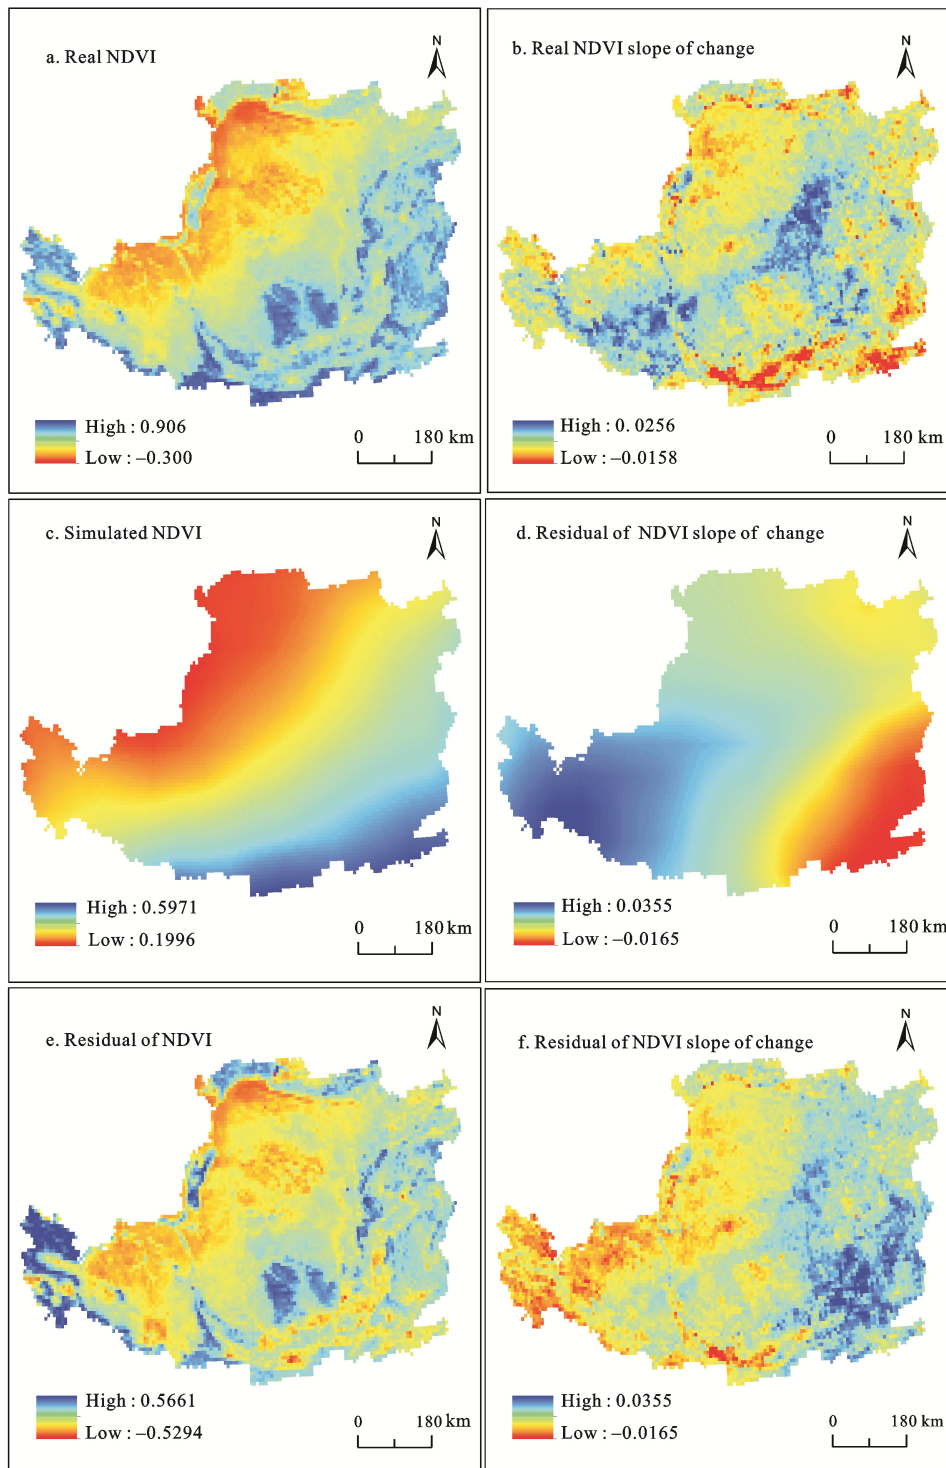 a. Real NDVI
N
High : 0.906
Low : −0.300
0 180 km
b. Real NDVI slope of change
N
High : 0.0256
Low : −0.0158
0 180 km
c. Simulated NDVI
N
High : 0.5971
Low : 0.1996
0 180 km
d. Residual of NDVI slope of change
N
High : 0.0355
Low : −0.0165
0 180 km
e. Residual of NDVI
N
High : 0.5661
Low : −0.5294
0 180 km
f. Residual of NDVI slope of change
N
High : 0.0355
Low : −0.0165
0 180 km